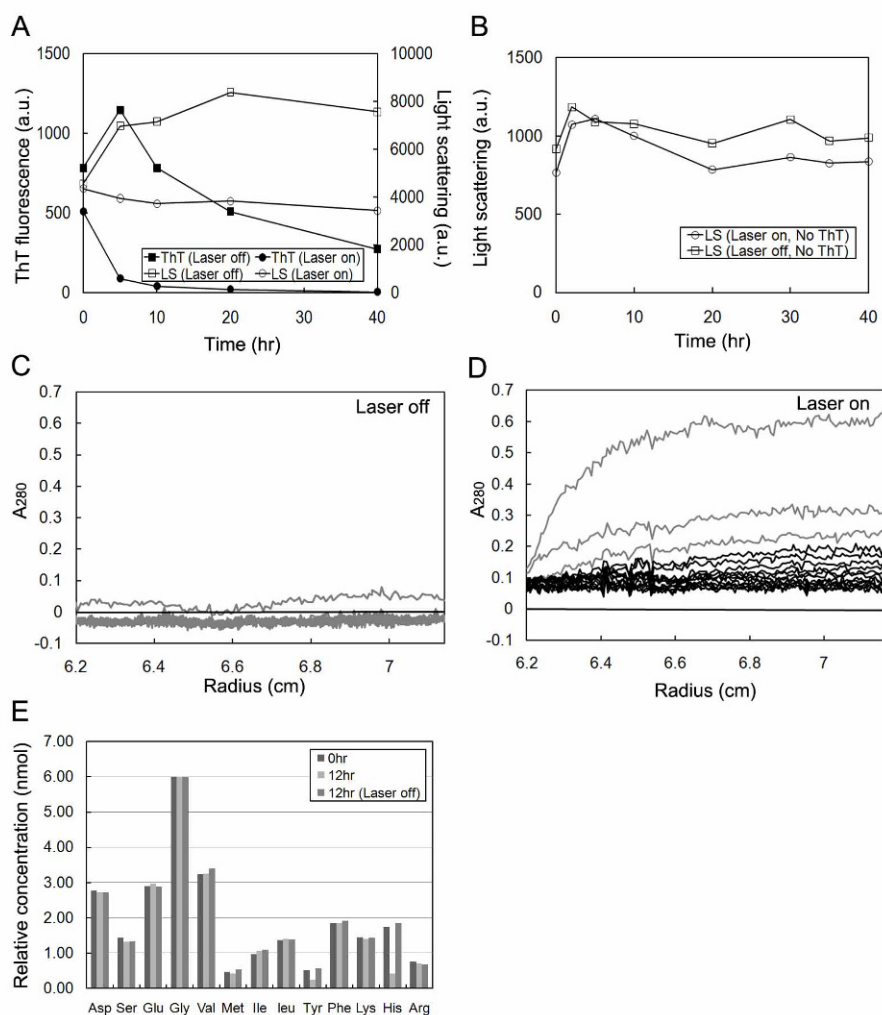 A
ThT fluorescence (a.u.)
1500
1000
500
0
10000
8000
6000
4000
2000
0
Light scattering (a.u.)
ThT (Laser off) ThT (Laser on)
LS (Laser off) LS (Laser on)
0 10 20 30 40
Time (hr)
B
Light scattering (a.u.)
1500
1000
500
0
LS (Laser on, No ThT)
LS (Laser off, No ThT)
0 10 20 30 40
Time (hr)
C
Laser off
A280
0.7
0.6
0.5
0.4
0.3
0.2
0.1
0
-0.1
6.2 6.4 6.6 6.8 7
Radius (cm)
D
Laser on
A280
0.7
0.6
0.5
0.4
0.3
0.2
0.1
0
-0.1
6.2 6.4 6.6 6.8 7
Radius (cm)
E
Relative concentration (nmol)
7.00
6.00
5.00
4.00
3.00
2.00
1.00
0.00
0hr
12hr
12hr (Laser off)
Asp Ser Glu Gly Val Met Ile leu Tyr Phe Lys His Arg